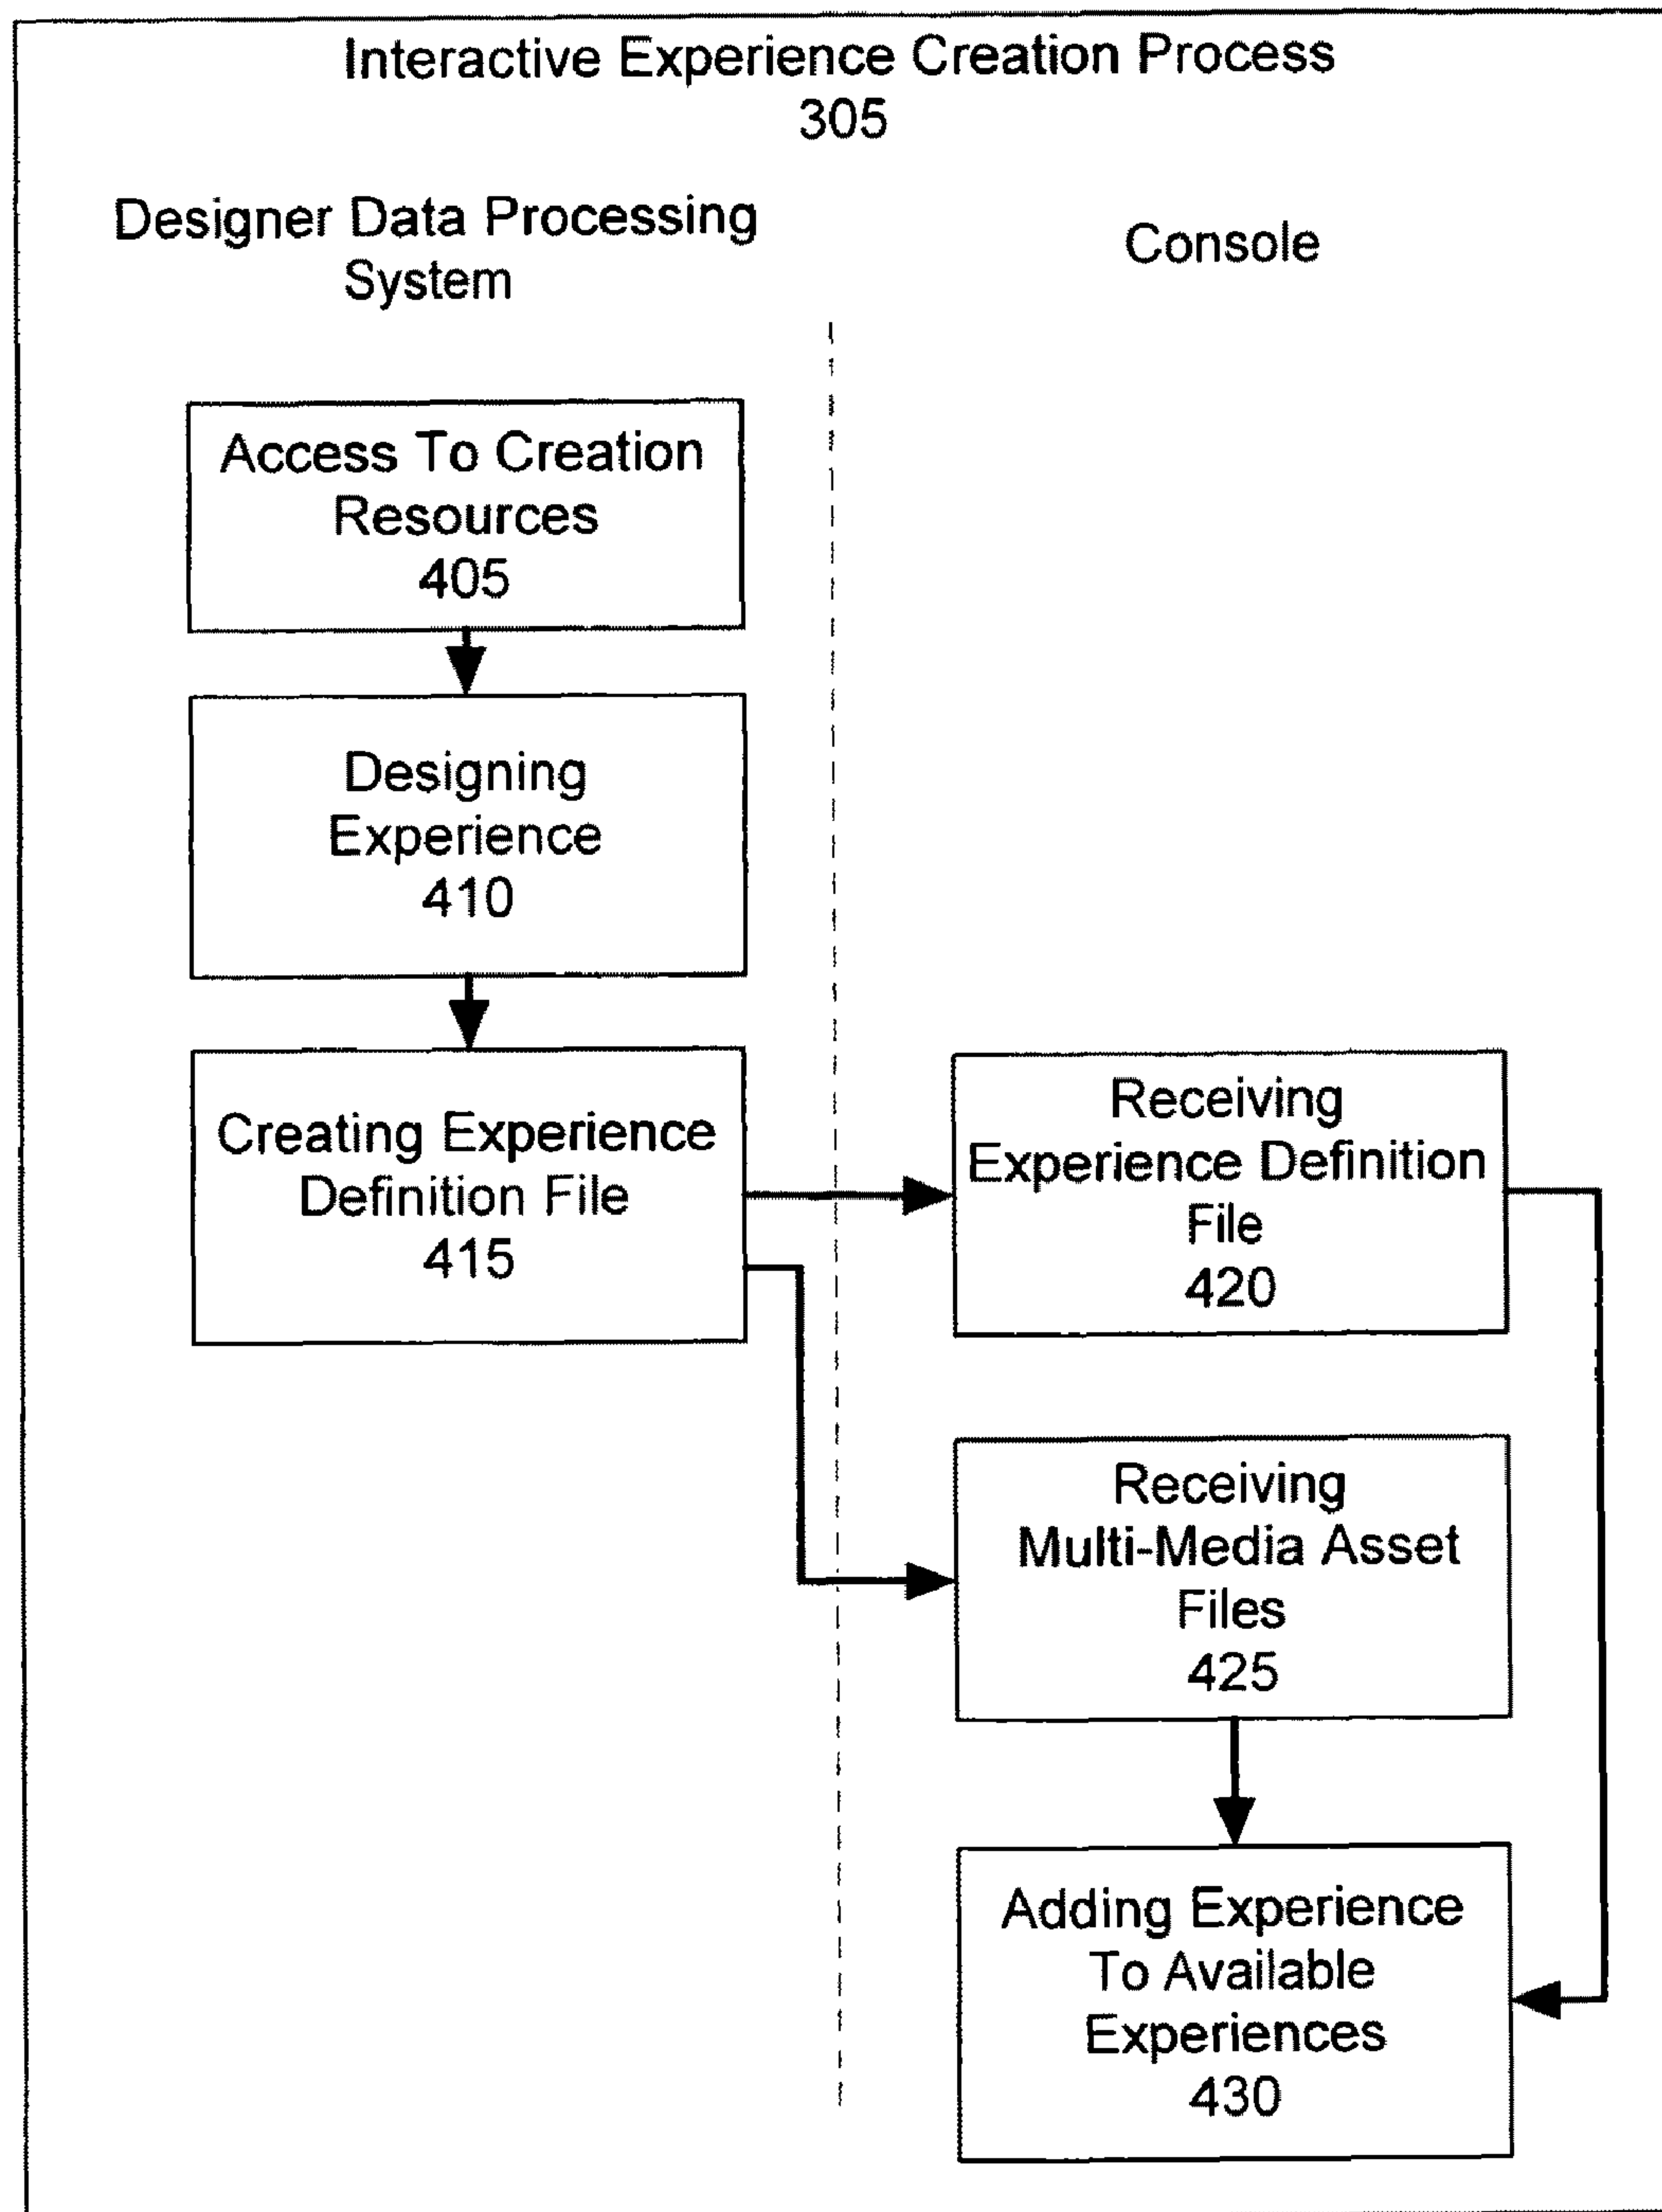 Interactive Experience Creation Process
305
Designer Data Processing
System
Console
Access To Creation
Resources
405
Designing
Experience
410
Creating Experience
Definition File
415
Receiving
Experience Definition
File
420
Receiving
Multi-Media Asset
Files
425
Adding Experience
To Available
Experiences
430